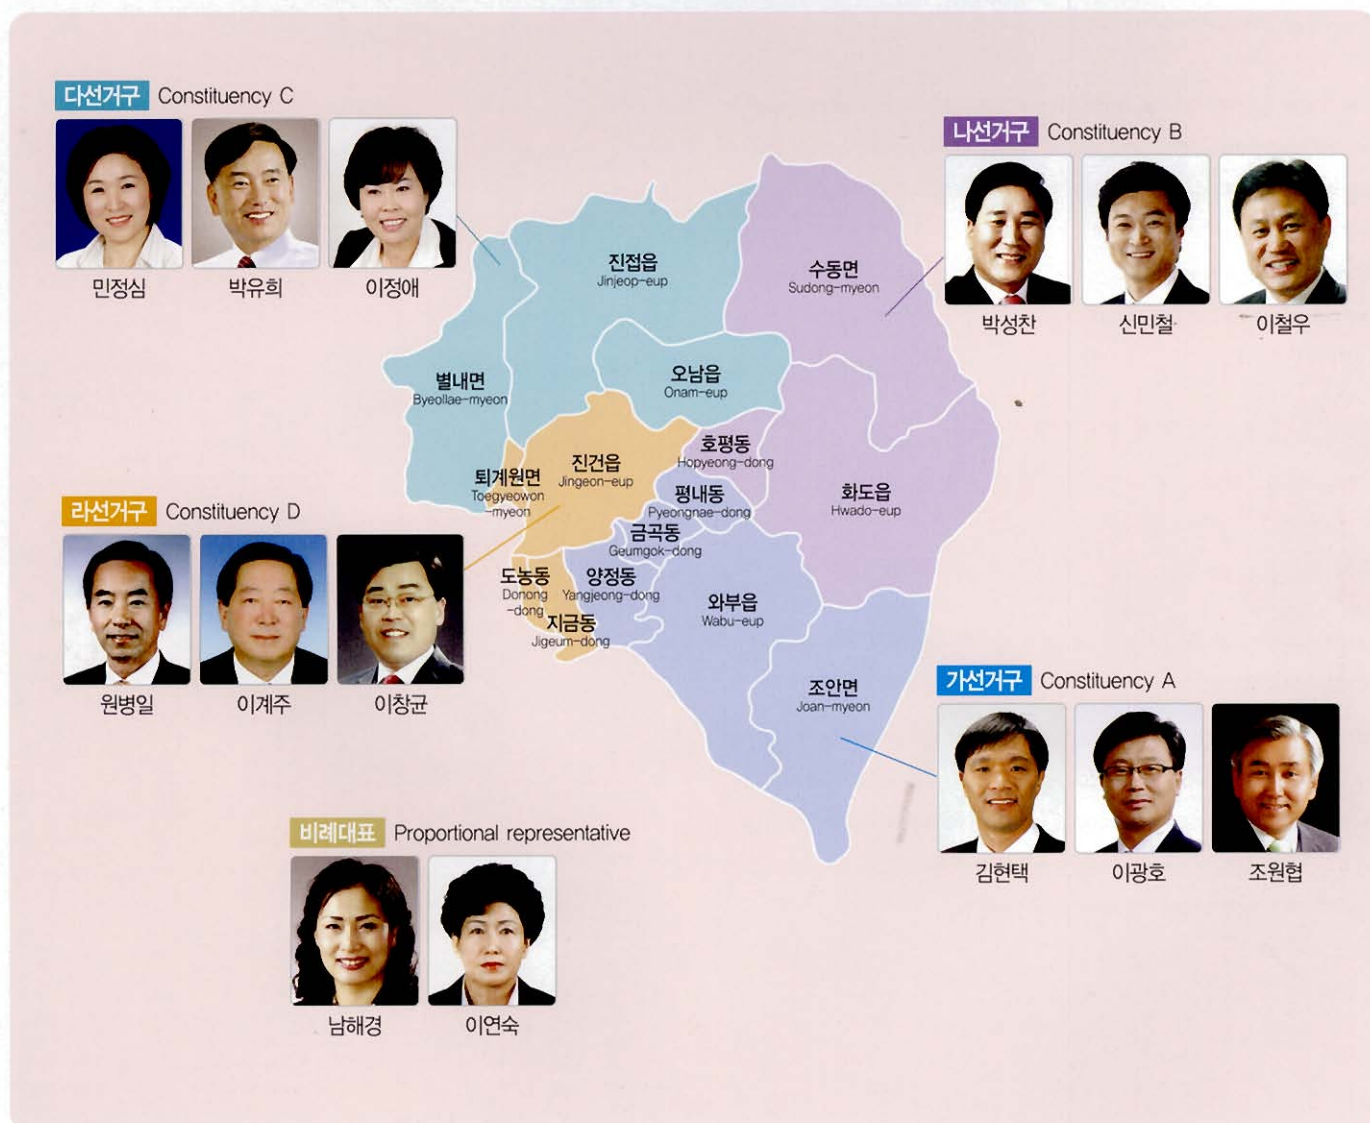 다선거구 Constituency C
민정심 박유희 이정애
나선거구 Constituency B
박성찬 신민철 이철우
진접읍
Jinjeop-eup
수동면
Sudong-myeon
별내면
Byeollae-myeon
오남읍
Onam-eup
호평동
Hopyeong-dong
퇴계원면
Toegyewon
-myeon
진건읍
Jingeon-eup
평내동
Pyeongnae-dong
화도읍
Hwado-eup
금곡동
Geumgok-dong
도농동
Donong
-dong
양정동
Yangjeong-dong
지금동
Jigeum-dong
와부읍
Wabu-eup
조안면
Joan-myeon
라선거구 Constituency D
원병일 이계주 이창균
가선거구 Constituency A
김현택 이광호 조원협
비례대표 Proportional representative
남해경 이연숙